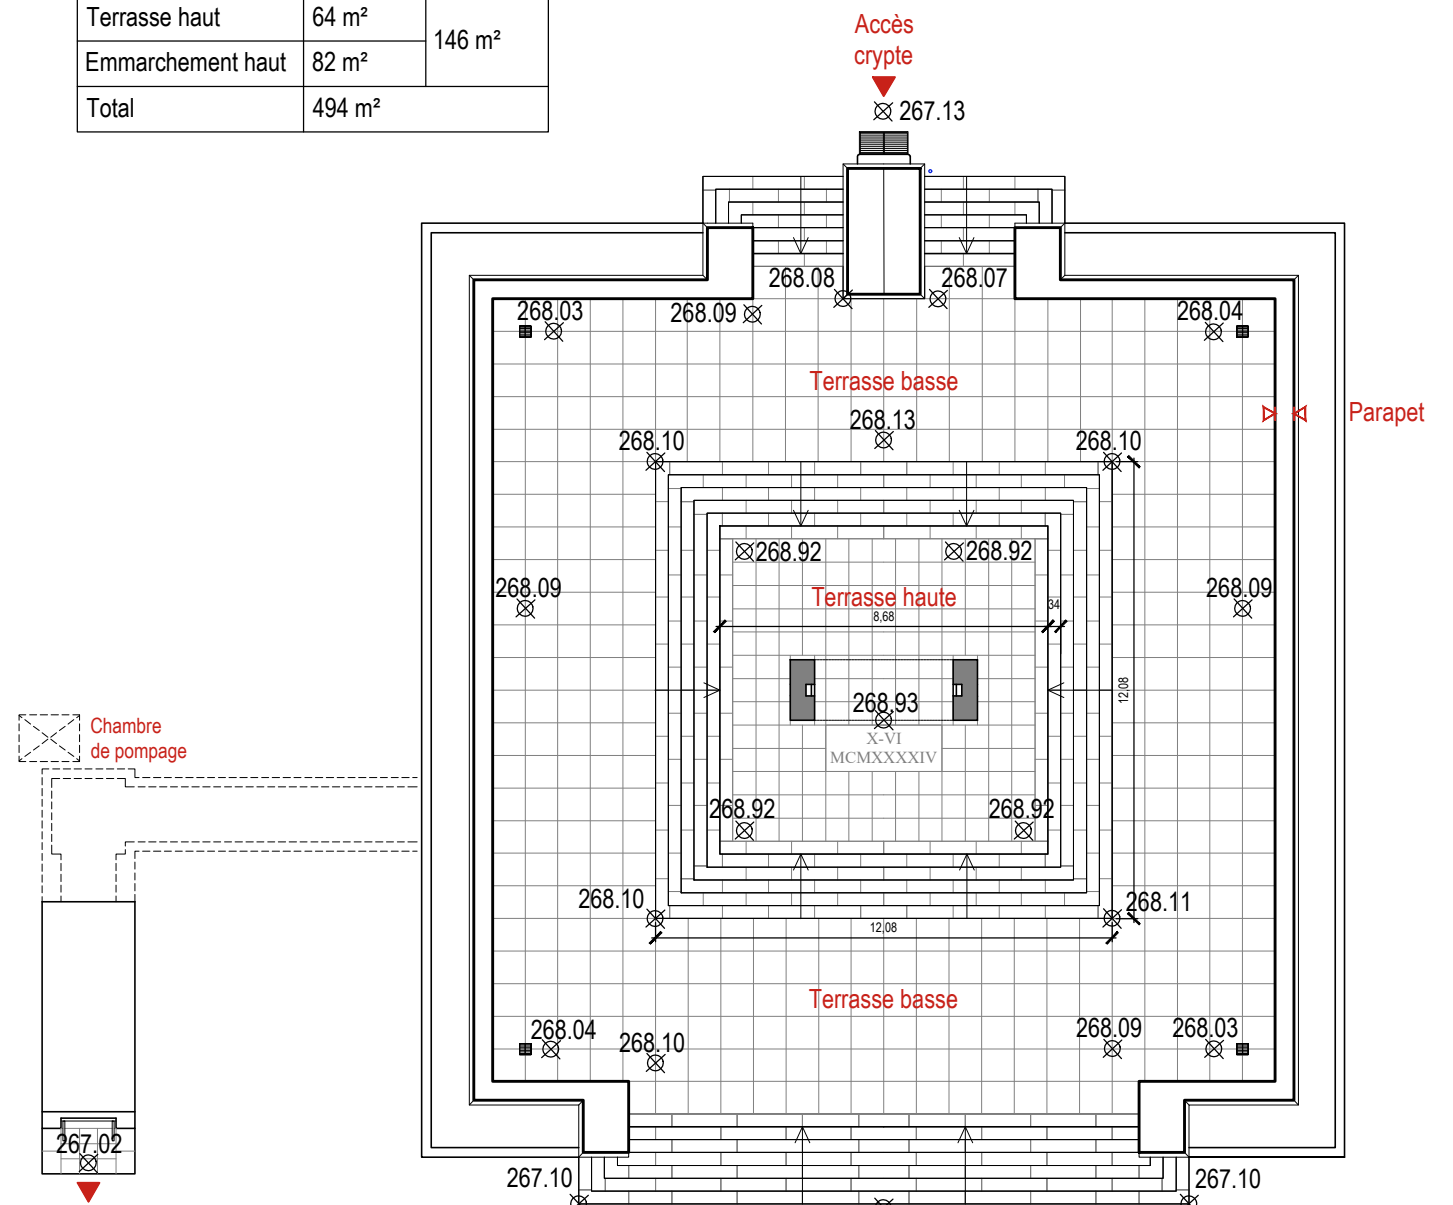 Terrasse haut 64 m² 146 m²
Emmarchement haut 82 m²
Total 494 m²
Accès
crypte
267.13
268.08 268.07
268.03 268.09 268.04
Terrasse basse
Parapet
268.13
268.10 268.10
268.92 268.92
268.09 Terrasse haute 268.09
34
8,68
12,08
268.93
X-VI
MCMXXXXIV
Chambre
de pompage
268.92 268.92
268.10 268.11
12,08
Terrasse basse
268.04 268.10 268.09 268.03
267.02
267.10 267.10